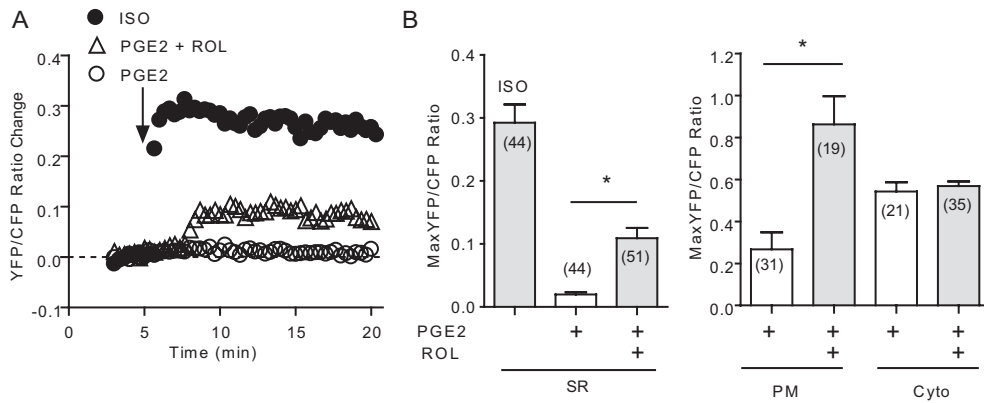 A
ISO
PGE2 + ROL
PGE2
YFP/CFP Ratio Change
0.4
0.3
0.2
0.1
0.0
-0.1
0 5 10 15 20
Time (min)
B
MaxYFP/CFP Ratio
0.4
0.3
0.2
0.1
0.0
ISO
(44)
(44)
*
(51)
PGE2 + +
ROL +
SR
MaxYFP/CFP Ratio
1.2
1.0
0.8
0.6
0.4
0.2
0.0
*
(31)
(19)
(21)
(35)
+ + + +
+ +
PM Cyto